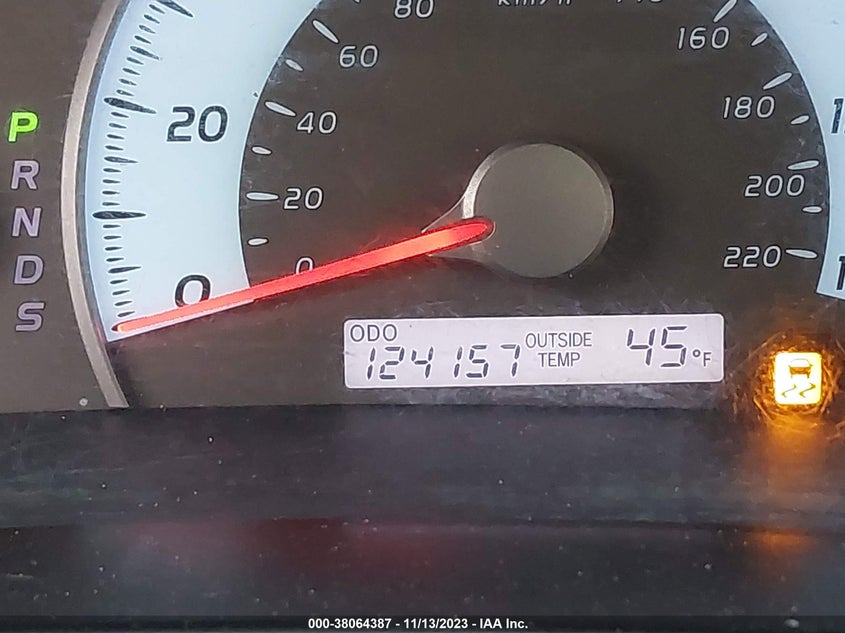 80 km/h
160
60
P
20
180
40
R
20
200
N
0
220
D
0
S
ODO
124157
OUTSIDE
TEMP
45°F
000-38064387 - 11/13/2023 - IAA Inc.